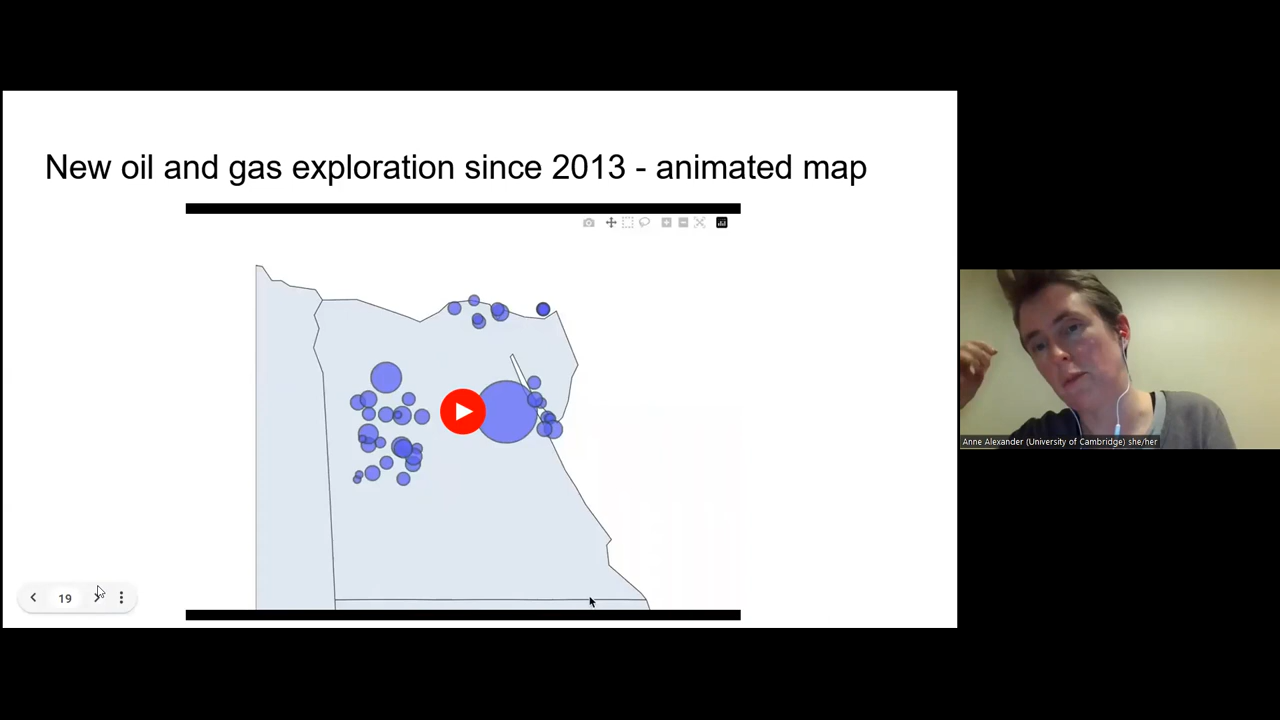 New oil and gas exploration since 2013 - animated map
Anne Alexander (University of Cambridge) she/her
19